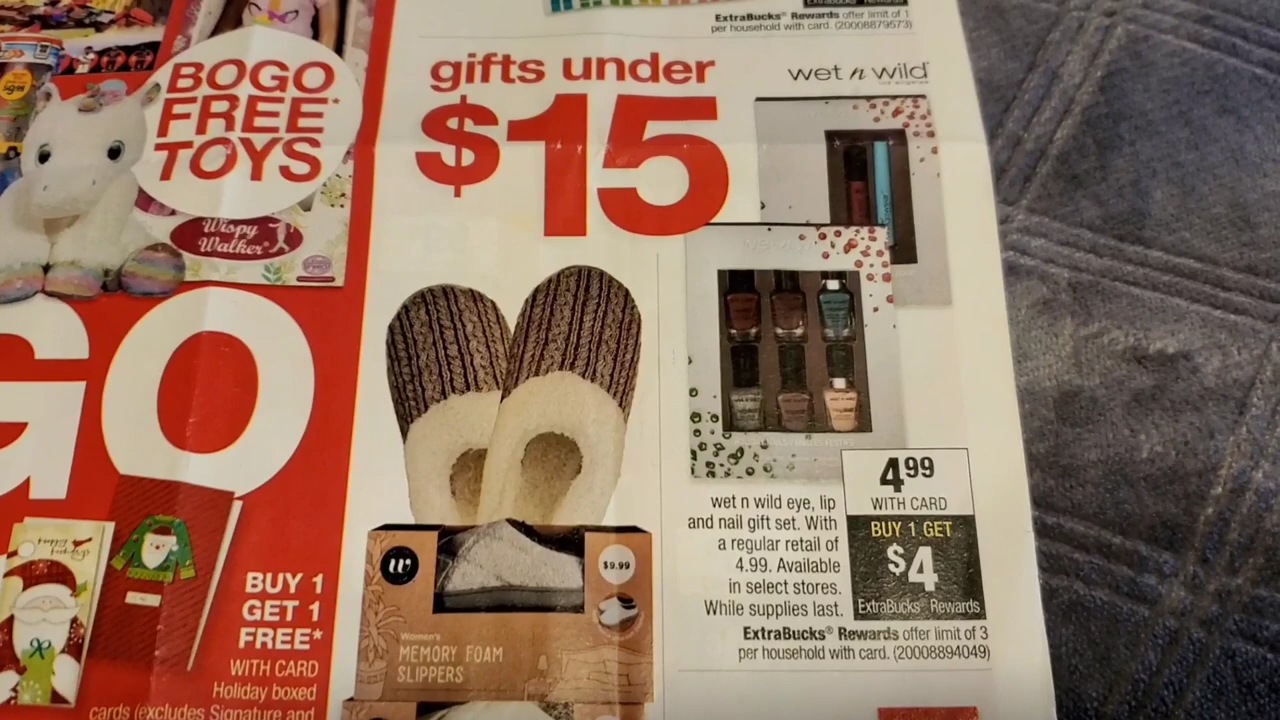 ExtraBucks® Rewards offer limit of 1
per household with card. (20008879573)
BOGO
FREE*
TOYS
Wispy
Walker®
GO
happy
holidays
BUY 1
GET 1
FREE*
WITH CARD
Holiday boxed
cards (excludes Signature and
gifts under
$15
wet n wild®
$9.99
Women's
MEMORY FOAM
SLIPPERS
wet n wild eye, lip
and nail gift set. With
a regular retail of
4.99. Available
in select stores.
While supplies last.
4.99
WITH CARD
BUY 1 GET
$4
ExtraBucks® Rewards
ExtraBucks® Rewards offer limit of 3
per household with card. (20008894049)